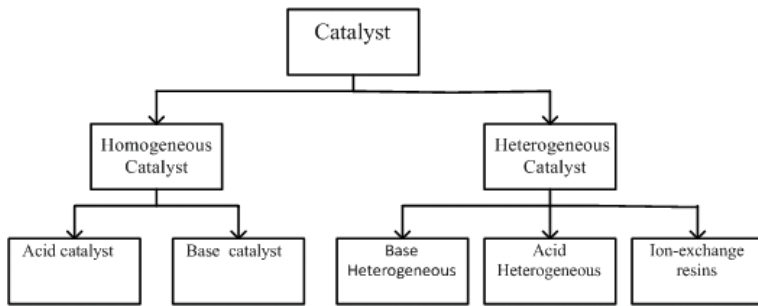 Catalyst
Homogeneous
Catalyst
Heterogeneous
Catalyst
Acid catalyst
Base catalyst
Base
Heterogeneous
Acid
Heterogeneous
Ion-exchange
resins